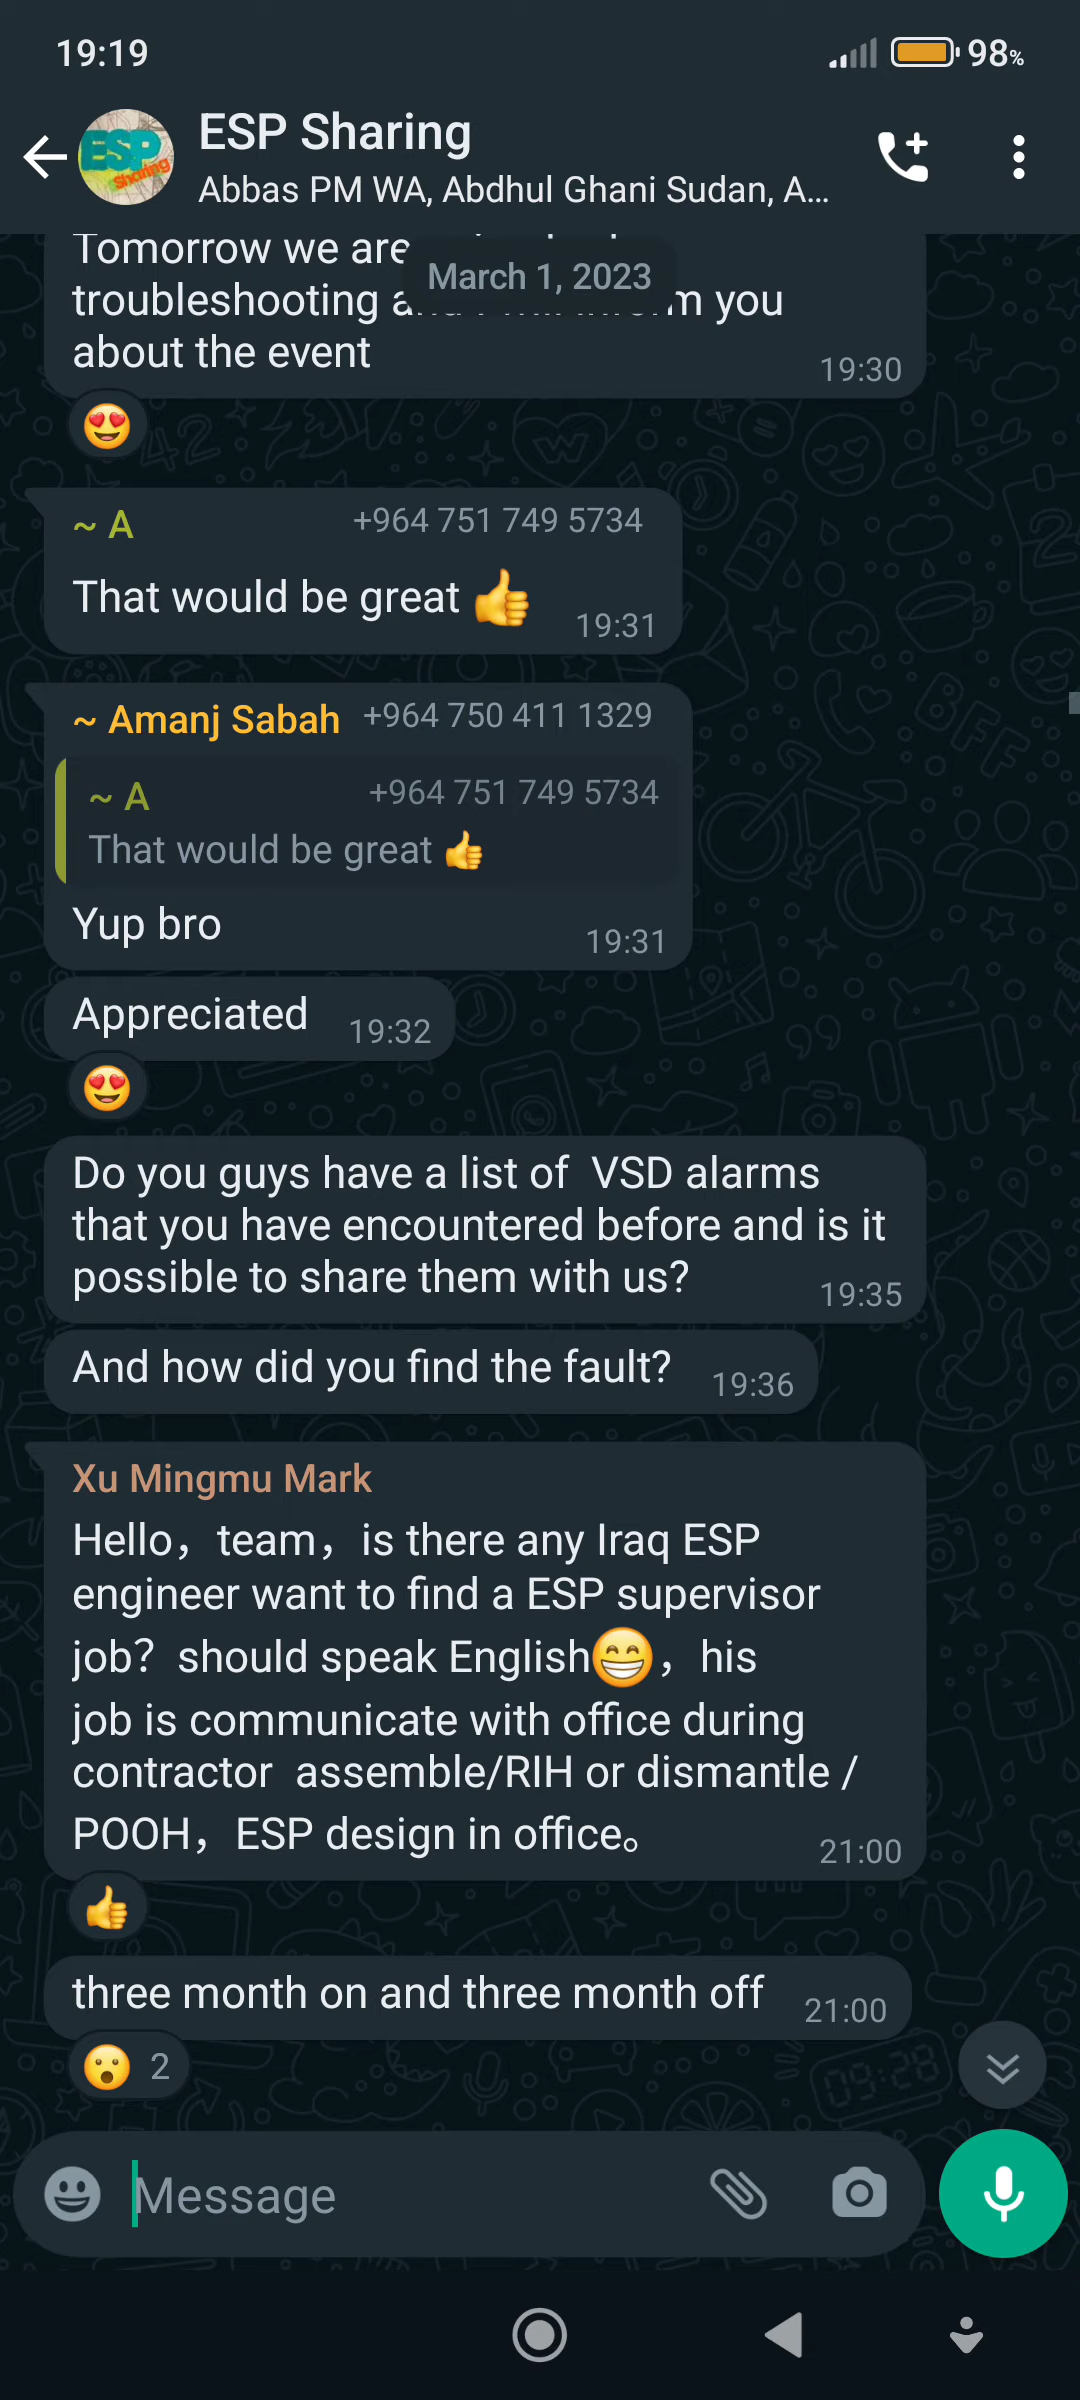 19:19
98%
ESP Sharing
ESP Sharing
Abbas PM WA, Abdhul Ghani Sudan, A...
March 1, 2023
Tomorrow we are
troubleshooting a you
about the event
19:30
~ A +964 751 749 5734
That would be great 👍
19:31
~ Amanj Sabah +964 750 411 1329
~ A +964 751 749 5734
That would be great 👍
Yup bro
19:31
Appreciated 19:32
Do you guys have a list of  VSD alarms
that you have encountered before and is it
possible to share them with us?
19:35
And how did you find the fault? 19:36
Xu Mingmu Mark
Hello，team，is there any Iraq ESP
engineer want to find a ESP supervisor
job？should speak English😁，his
job is communicate with office during
contractor  assemble/RIH or dismantle /
POOH，ESP design in office。
21:00
three month on and three month off 21:00
2
Message